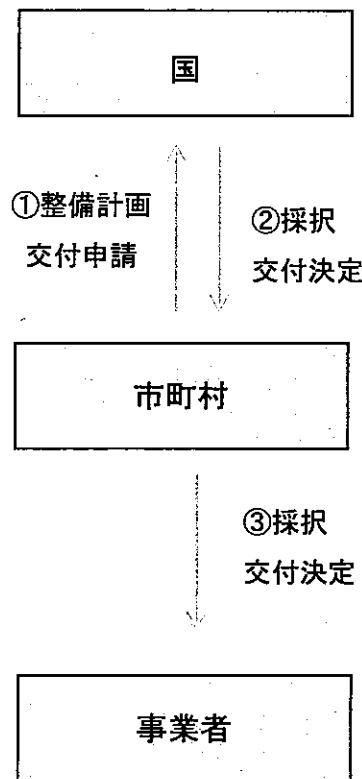 国
①整備計画
交付申請
②採択
交付決定
市町村
③採択
交付決定
事業者